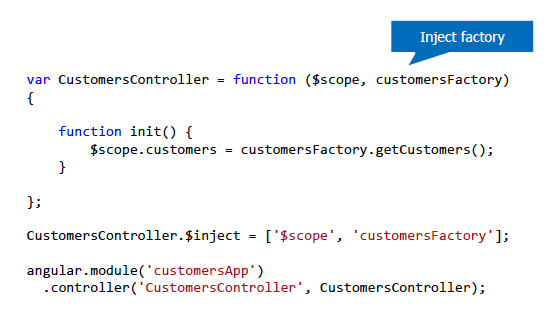 Inject factory
var CustomersController = function ($scope, customersFactory)
{
    function init() {
        $scope.customers = customersFactory.getCustomers();
    }
};
CustomersController.$inject = ['$scope', 'customersFactory'];
angular.module('customersApp')
  .controller('CustomersController', CustomersController);